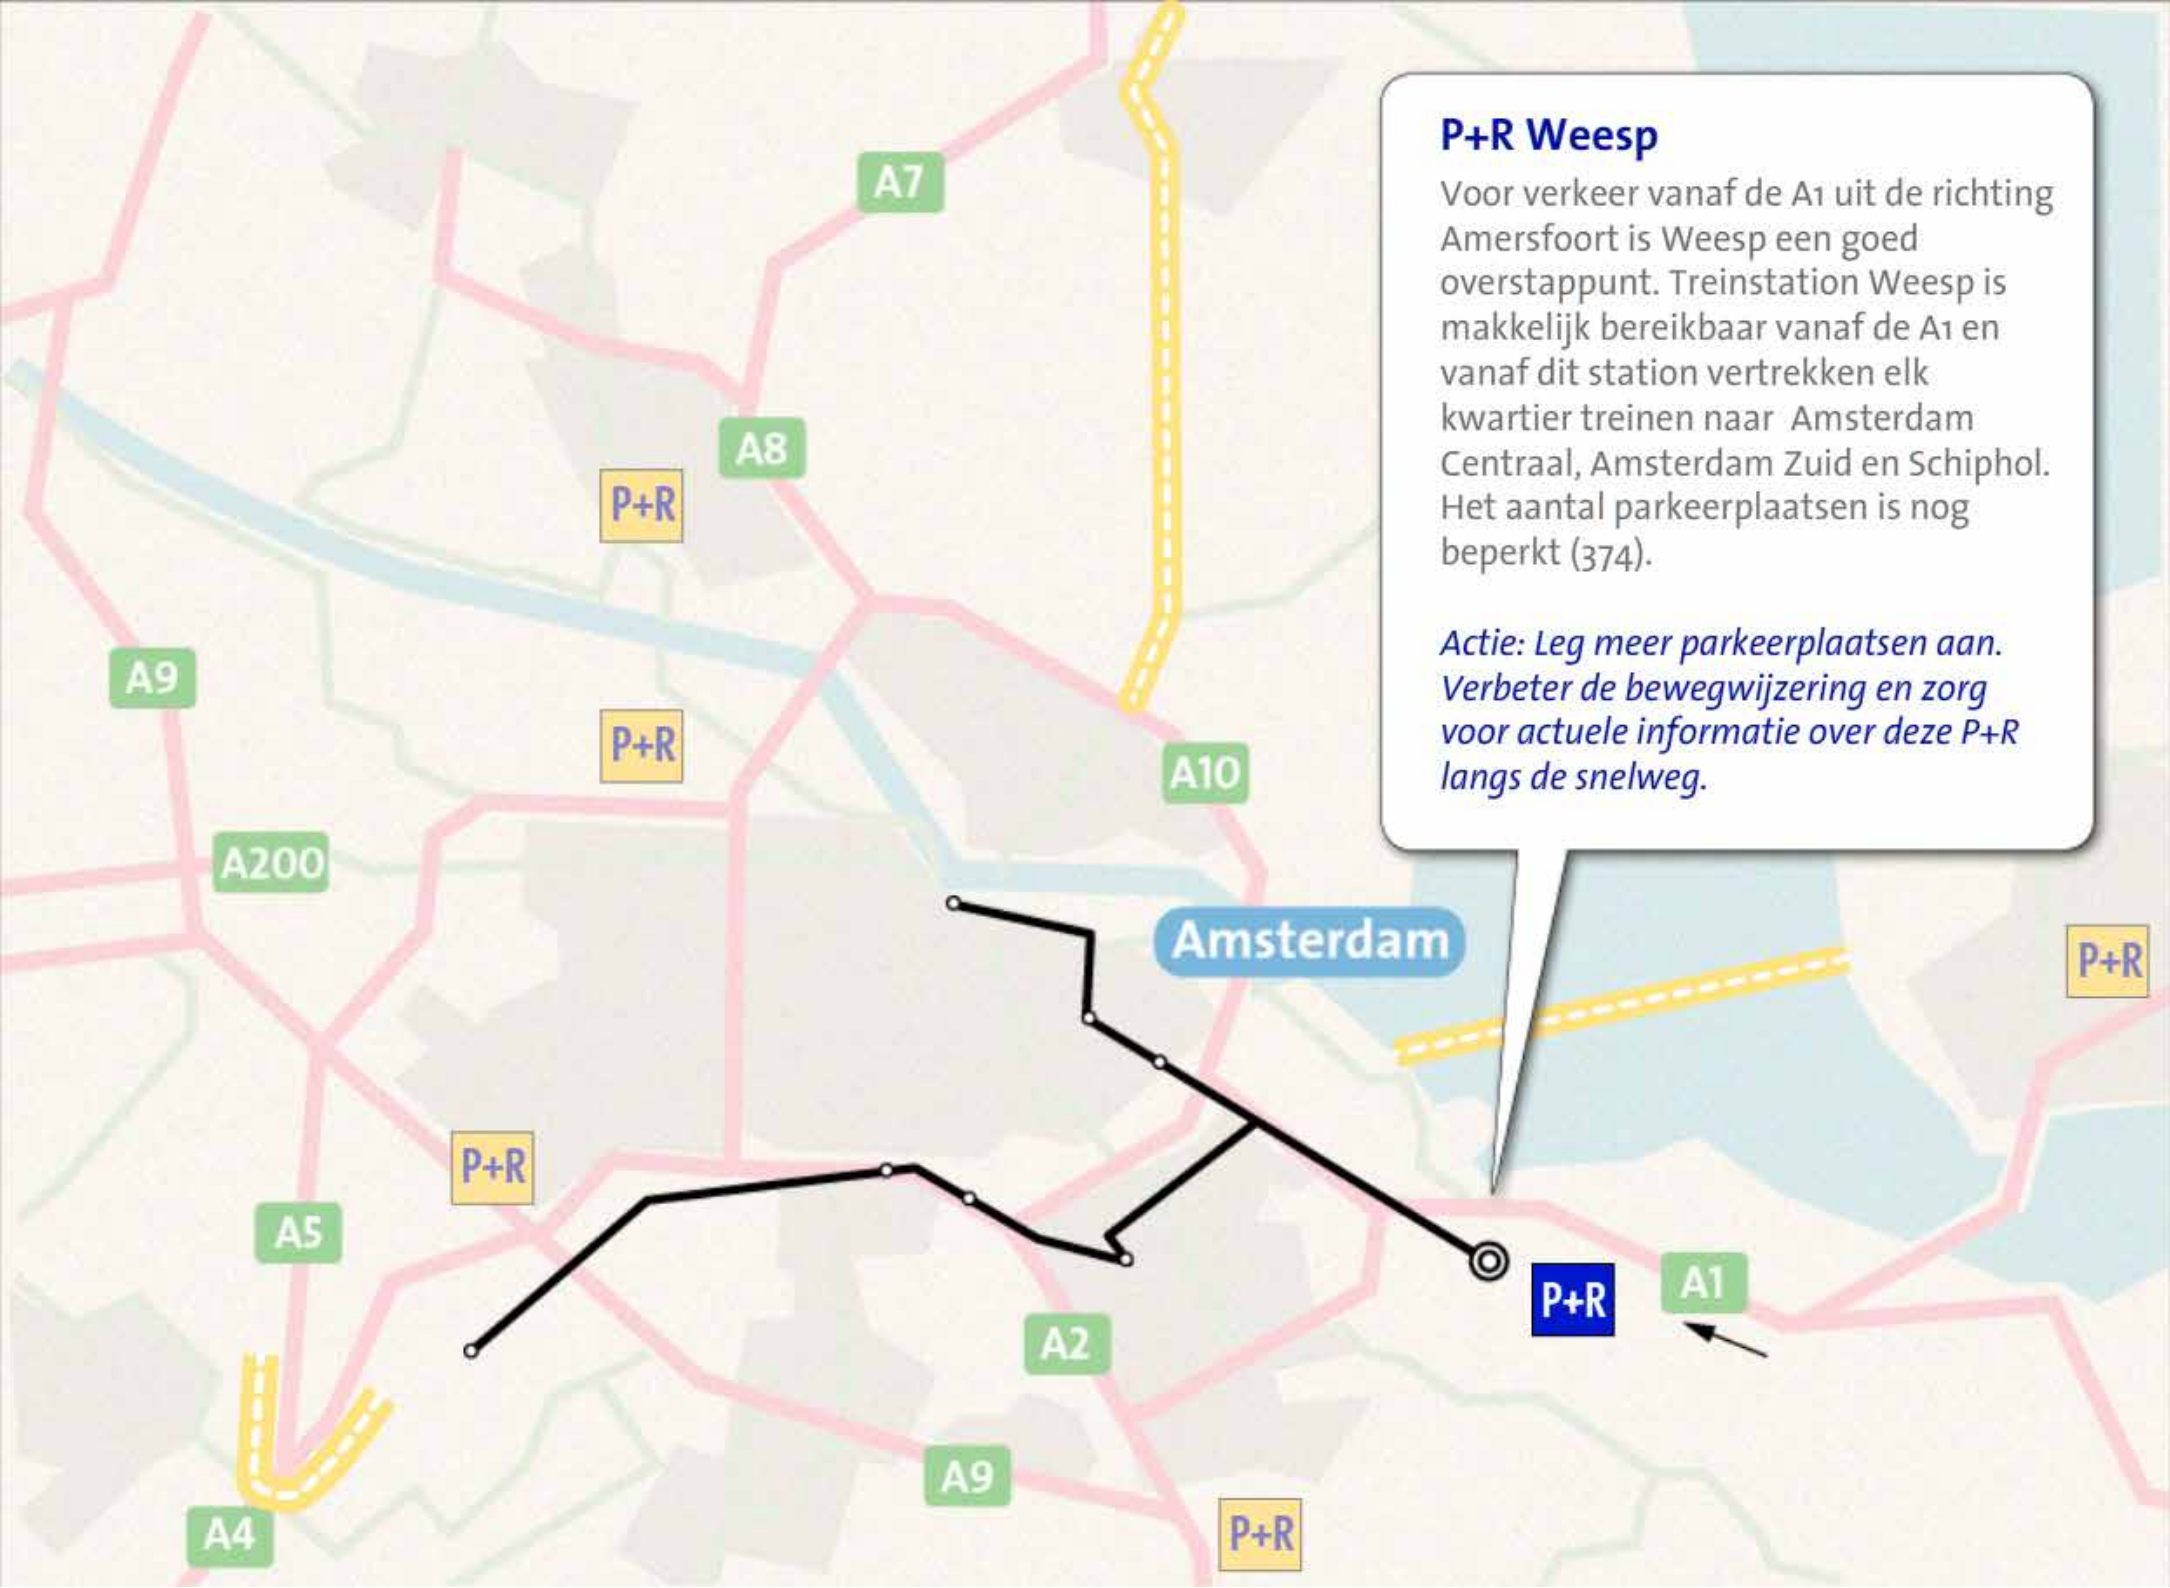 P+R Weesp
Voor verkeer vanaf de A1 uit de richting
Amersfoort is Weesp een goed
overstappunt. Treinstation Weesp is
makkelijk bereikbaar vanaf de A1 en
vanaf dit station vertrekken elk
kwartier treinen naar Amsterdam
Centraal, Amsterdam Zuid en Schiphol.
Het aantal parkeerplaatsen is nog
beperkt (374).
Actie: Leg meer parkeerplaatsen aan.
Verbeter de bewegwijzering en zorg
voor actuele informatie over deze P+R
langs de snelweg.
A7
A8
P+R
A9
P+R
A10
A200
Amsterdam
P+R
P+R
A5
A1
P+R
A2
A9
A4
P+R